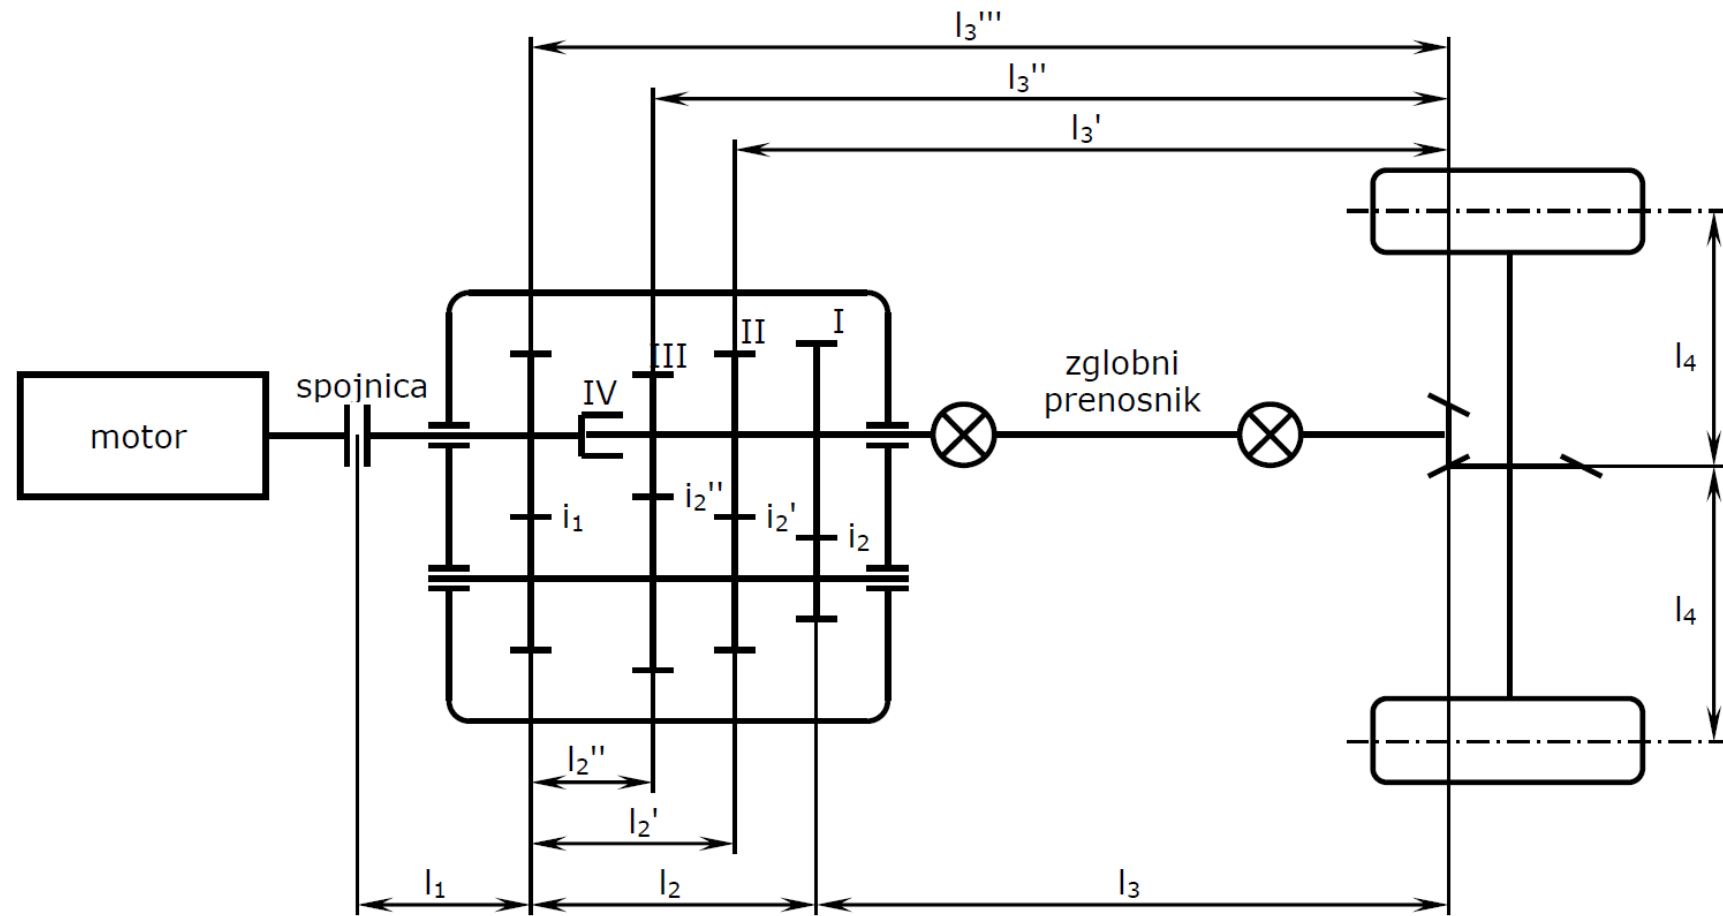 l₃'''
l₃''
l₃'
I
II
III
IV
spojnica
motor
zglobni
prenosnik
l₄
i₁
i₂''
i₂'
i₂
l₄
l₂''
l₂'
l₁
l₂
l₃